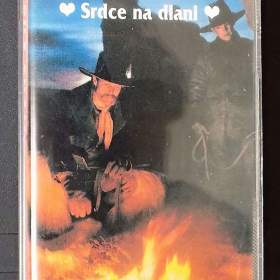 ❤ Srdce na dlani ❤